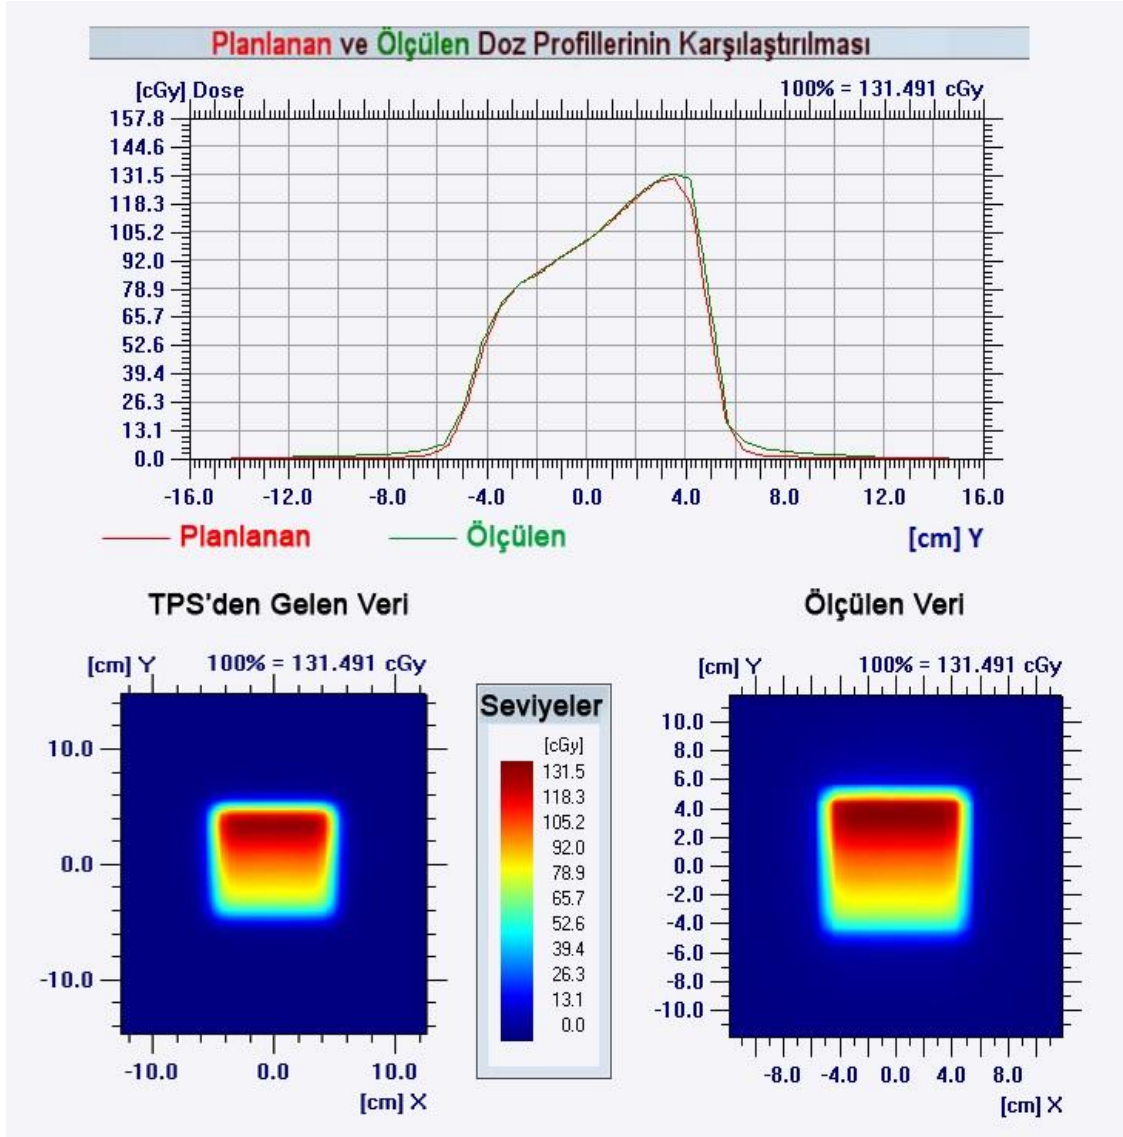 Planlanan ve Ölçülen Doz Profillerinin Karşılaştırılması
[cGy] Dose 100% = 131.491 cGy
157.8
144.6
131.5
118.3
105.2
92.0
78.9
65.7
52.6
39.4
26.3
13.1
0.0
-16.0 -12.0 -8.0 -4.0 0.0 4.0 8.0 12.0 16.0
Planlanan Ölçülen [cm] Y
TPS'den Gelen Veri
[cm] Y 100% = 131.491 cGy
10.0
0.0
-10.0
-10.0 0.0 10.0
[cm] X
Seviyeler
[cGy]
131.5
118.3
105.2
92.0
78.9
65.7
52.6
39.4
26.3
13.1
0.0
Ölçülen Veri
[cm] Y 100% = 131.491 cGy
10.0
8.0
6.0
4.0
2.0
0.0
-2.0
-4.0
-6.0
-8.0
-10.0
-8.0 -4.0 0.0 4.0 8.0
[cm] X